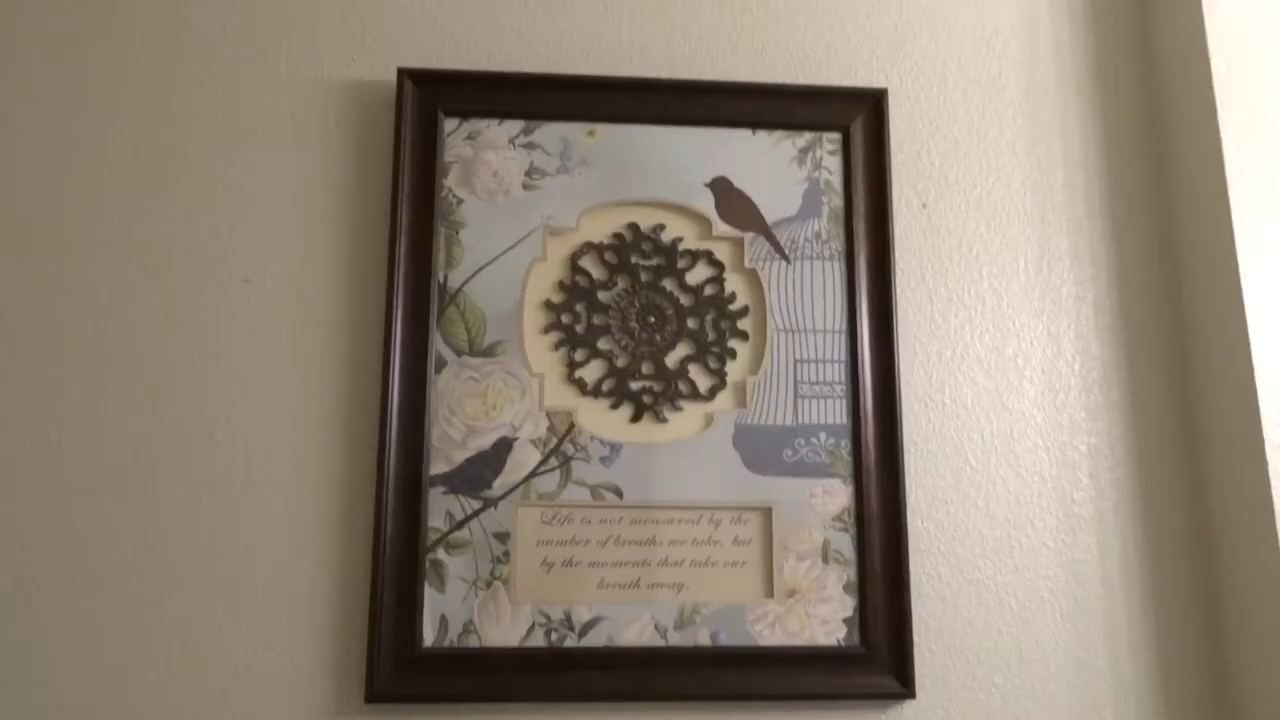 Life is not measured by the
number of breaths we take, but
by the moments that take our
breath away.